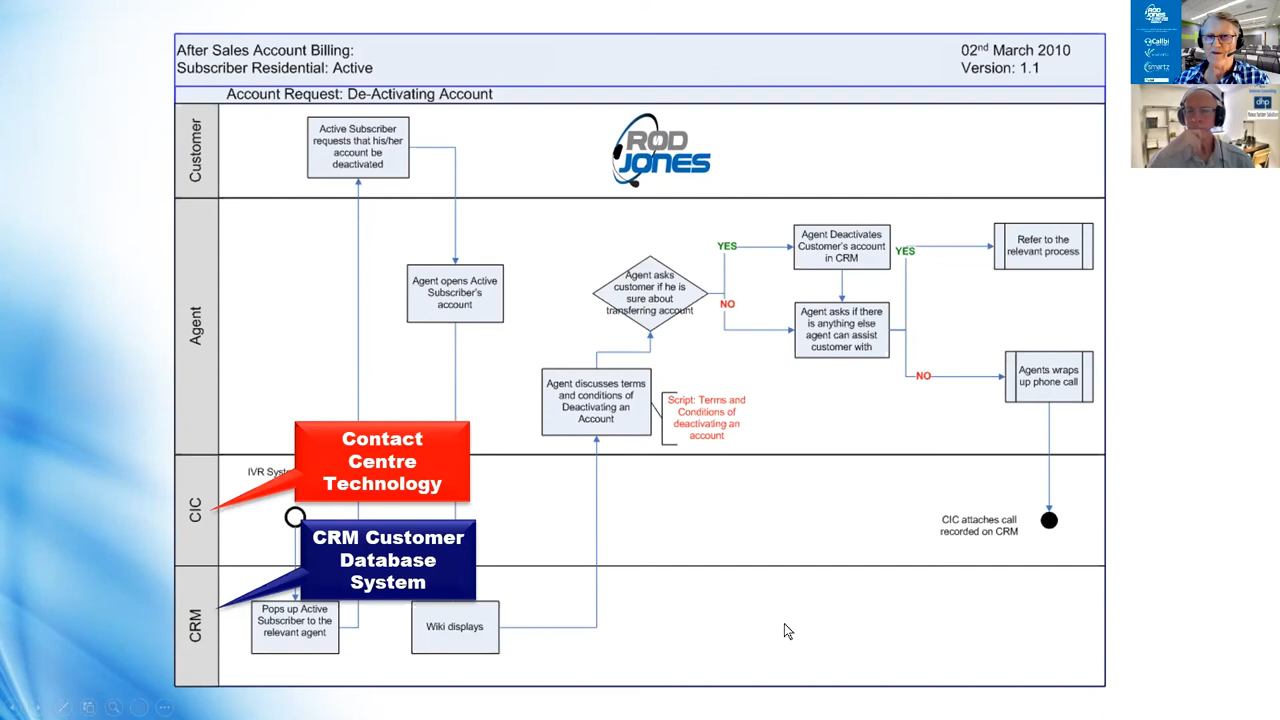 After Sales Account Billing:
Subscriber Residential: Active
02nd March 2010
Version: 1.1
Account Request: De-Activating Account
Customer
Active Subscriber
requests that his/her
account be
deactivated
ROD
JONES
Agent
Agent opens Active
Subscriber's
account
Agent asks
customer if he is
sure about
transferring account
YES
NO
Agent Deactivates
Customer's account
in CRM
Agent asks if there
is anything else
agent can assist
customer with
YES
NO
Refer to the
relevant process
Agents wraps
up phone call
Agent discusses terms
and conditions of
Deactivating an
Account
Script: Terms and
Conditions of
deactivating an
account
CIC
IVR
Contact
Centre
Technology
CIC attaches call
recorded on CRM
CRM
CRM Customer
Database
System
Pops up Active
Subscriber to the
relevant agent
Wiki displays
ROD
JONES
Callbi
smartz
dhp